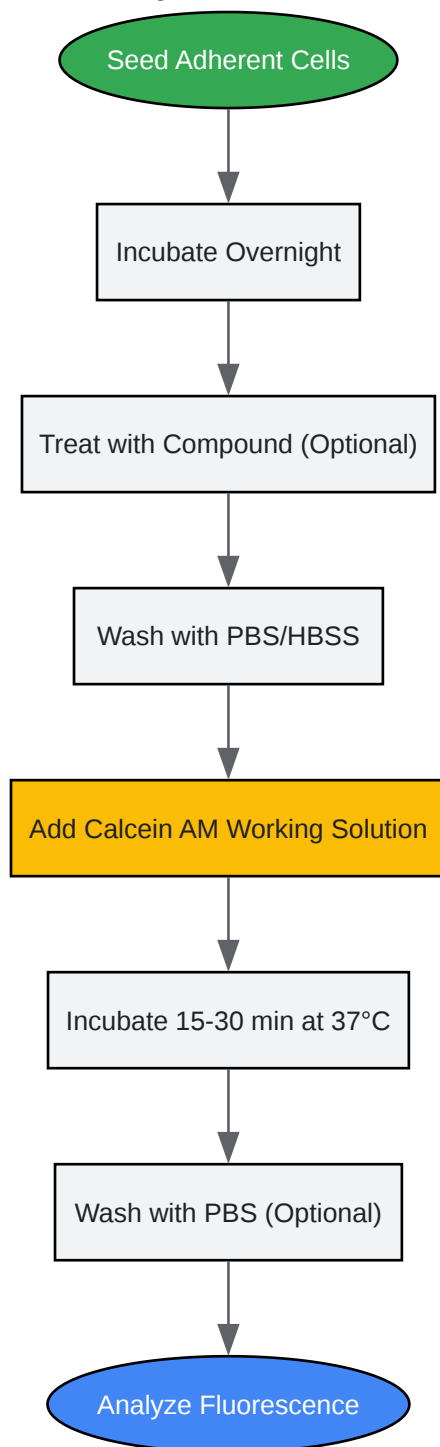 Seed Adherent Cells
Incubate Overnight
Treat with Compound (Optional)
Wash with PBS/HBSS
Add Calcein AM Working Solution
Incubate 15-30 min at 37°C
Wash with PBS (Optional)
Analyze Fluorescence